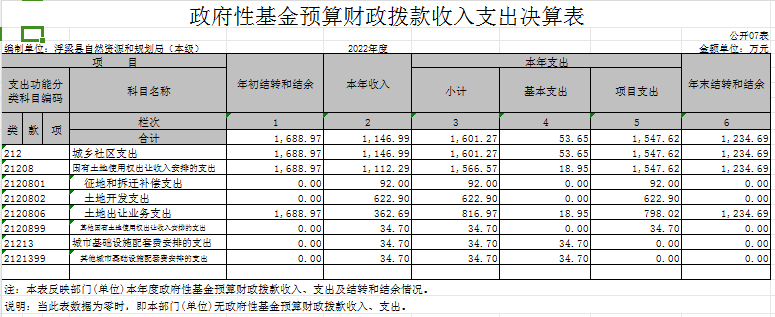 政府性基金预算财政拨款收入支出决算表
公开07表
编制单位：浮梁县自然资源和规划局（本级） 2022年度 金额单位：万元
项 目 年初结转和结余 本年收入 本年支出 年末结转和结余
支出功能分类科目编码 科目名称 小计 基本支出 项目支出
类 款 项 栏次 1 2 3 4 5 6
合计 1,688.97 1,146.99 1,601.27 53.65 1,547.62 1,234.69
212 城乡社区支出 1,688.97 1,146.99 1,601.27 53.65 1,547.62 1,234.69
21208 国有土地使用权出让收入安排的支出 1,688.97 1,112.29 1,566.57 18.95 1,547.62 1,234.69
2120801 征地和拆迁补偿支出 0.00 92.00 92.00 0.00 92.00 0.00
2120802 土地开发支出 0.00 622.90 622.90 0.00 622.90 0.00
2120806 土地出让业务支出 1,688.97 362.69 816.97 18.95 798.02 1,234.69
2120899 其他国有土地使用权出让收入安排的支出 0.00 34.70 34.70 0.00 34.70 0.00
21213 城市基础设施配套费安排的支出 0.00 34.70 34.70 34.70 0.00 0.00
2121399 其他城市基础设施配套费安排的支出 0.00 34.70 34.70 34.70 0.00 0.00
注：本表反映部门(单位)本年度政府性基金预算财政拨款收入、支出及结转和结余情况。
说明：当此表数据为零时，即本部门(单位)无政府性基金预算财政拨款收入、支出。